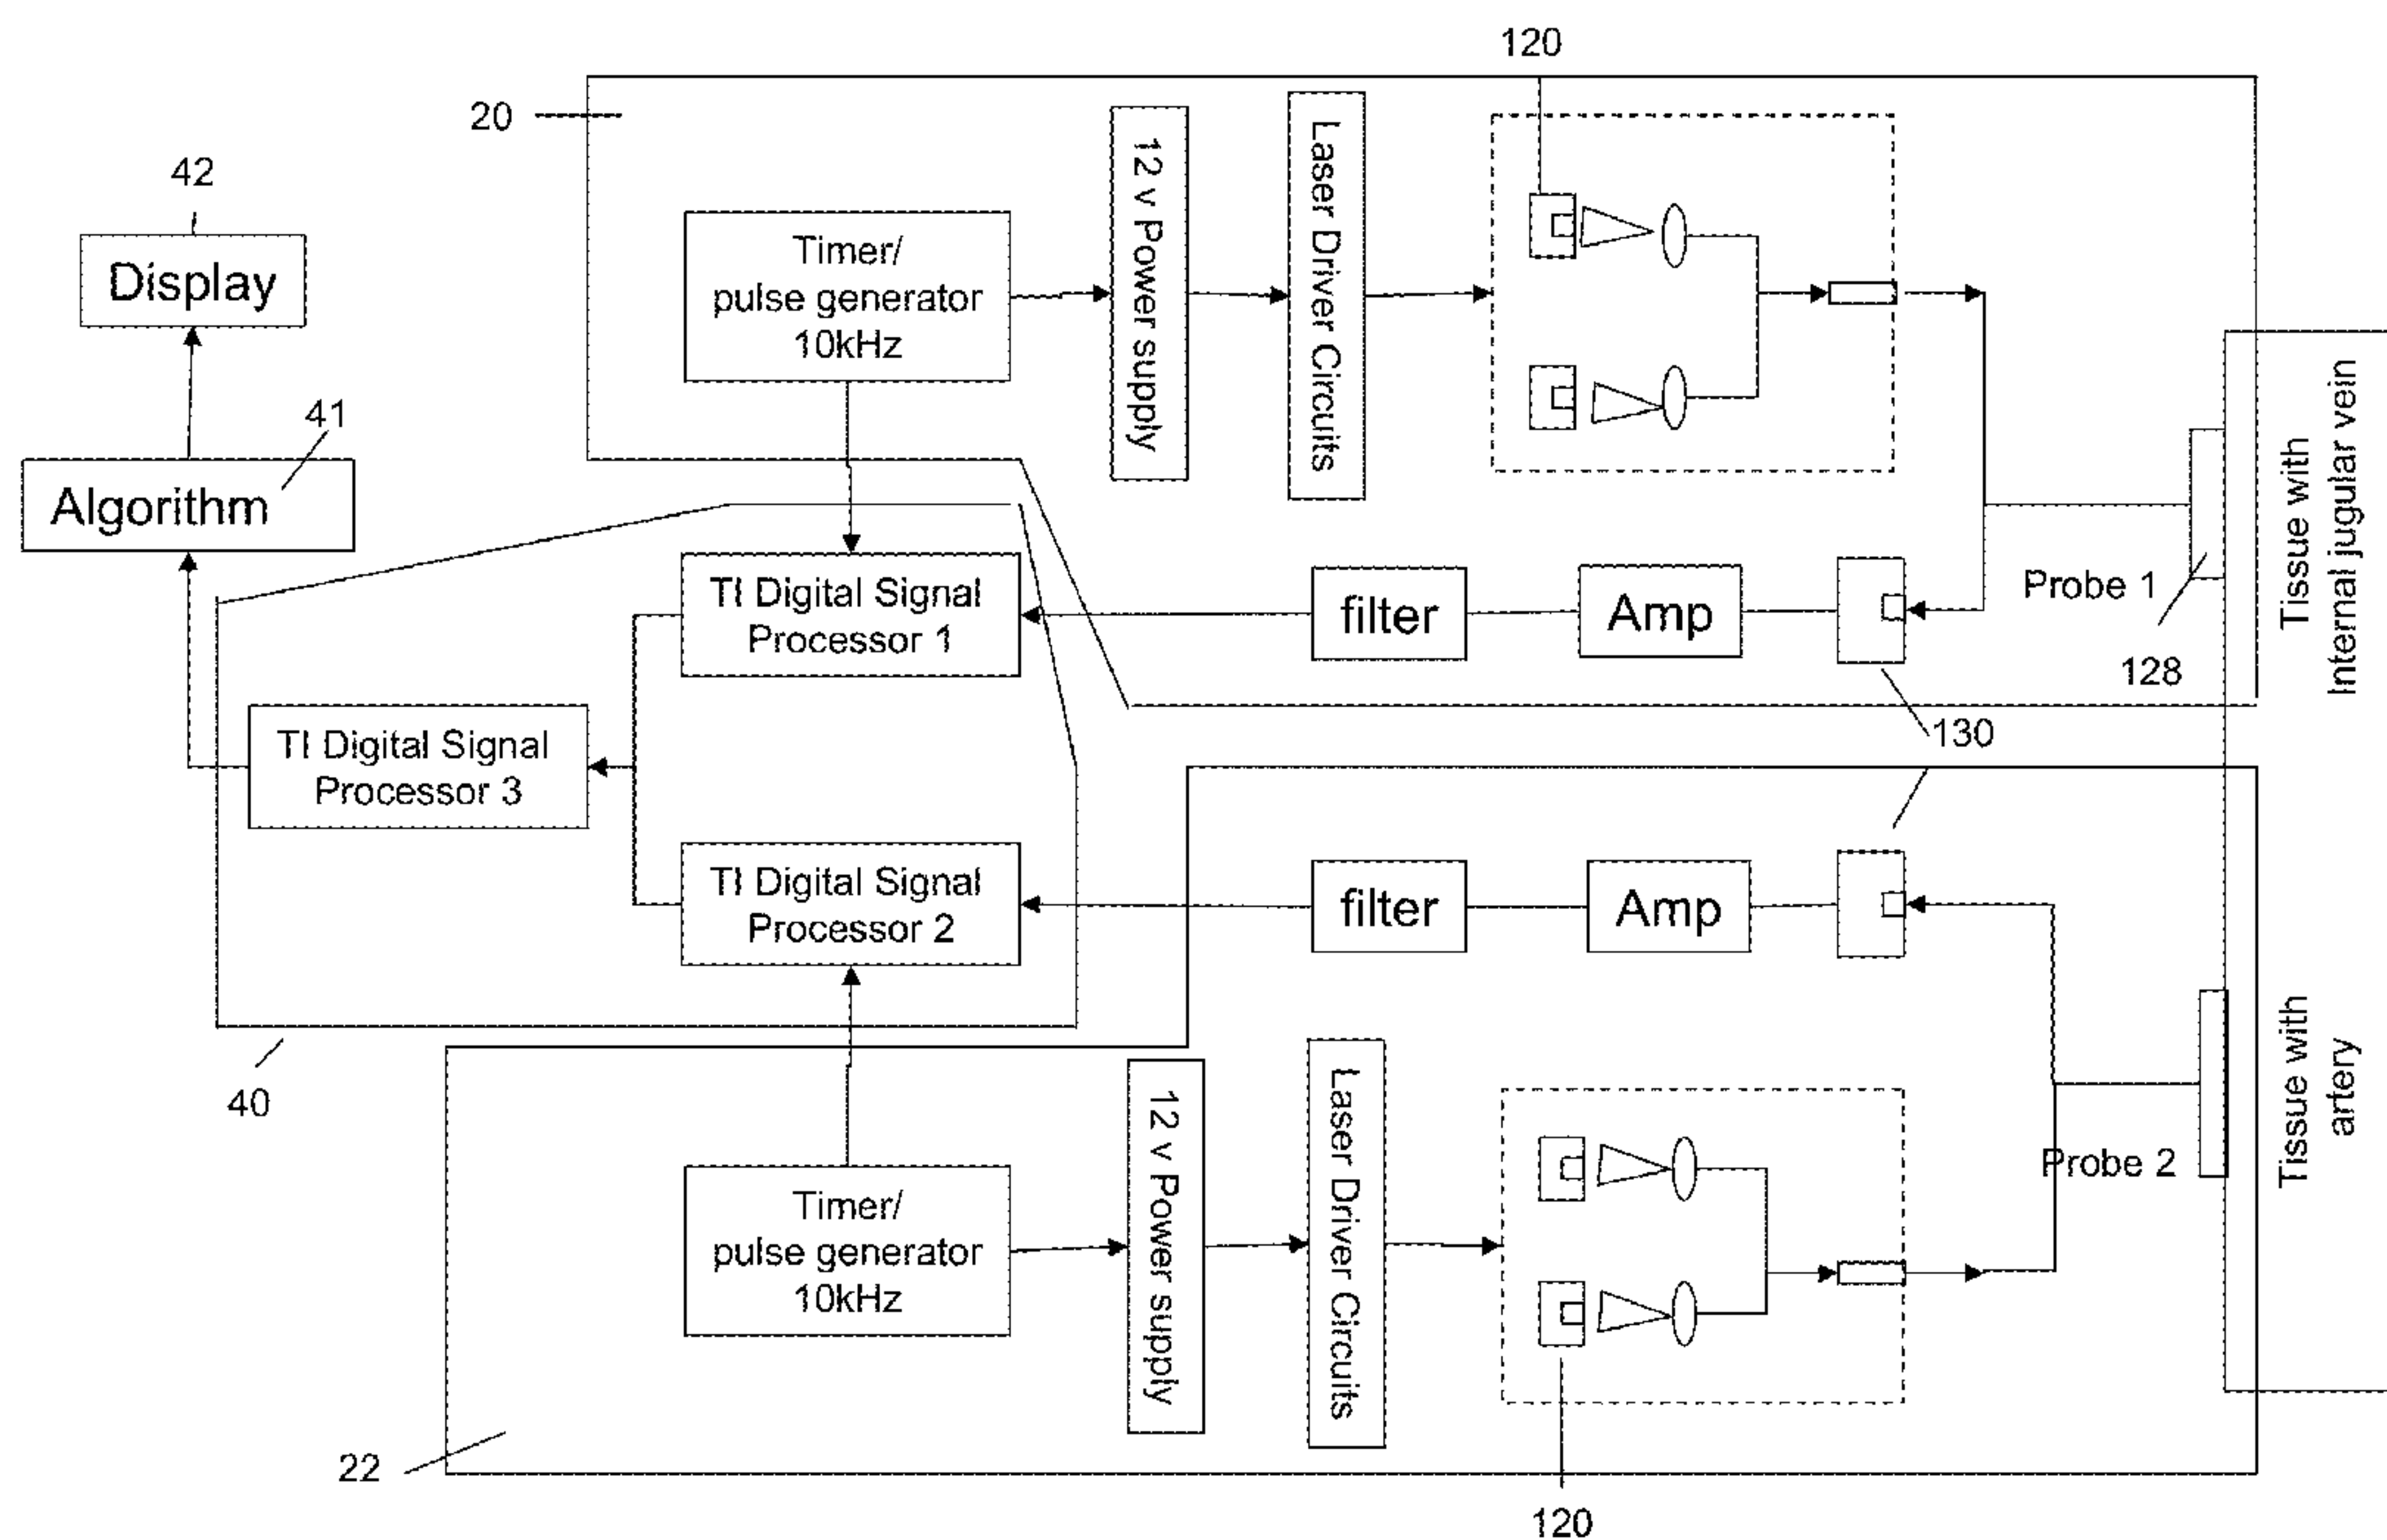 120
20
42
Display
41
Algorithm
Timer/
pulse generator
10kHz
12 v Power supply
Laser Driver Circuits
Tissue with
Internal jugular vein
TI Digital Signal
Processor 1
filter
Amp
Probe 1
128
130
TI Digital Signal
Processor 3
TI Digital Signal
Processor 2
filter
Amp
40
Timer/
pulse generator
10kHz
12 v Power supply
Laser Driver Circuits
Probe 2
Tissue with
artery
22
120